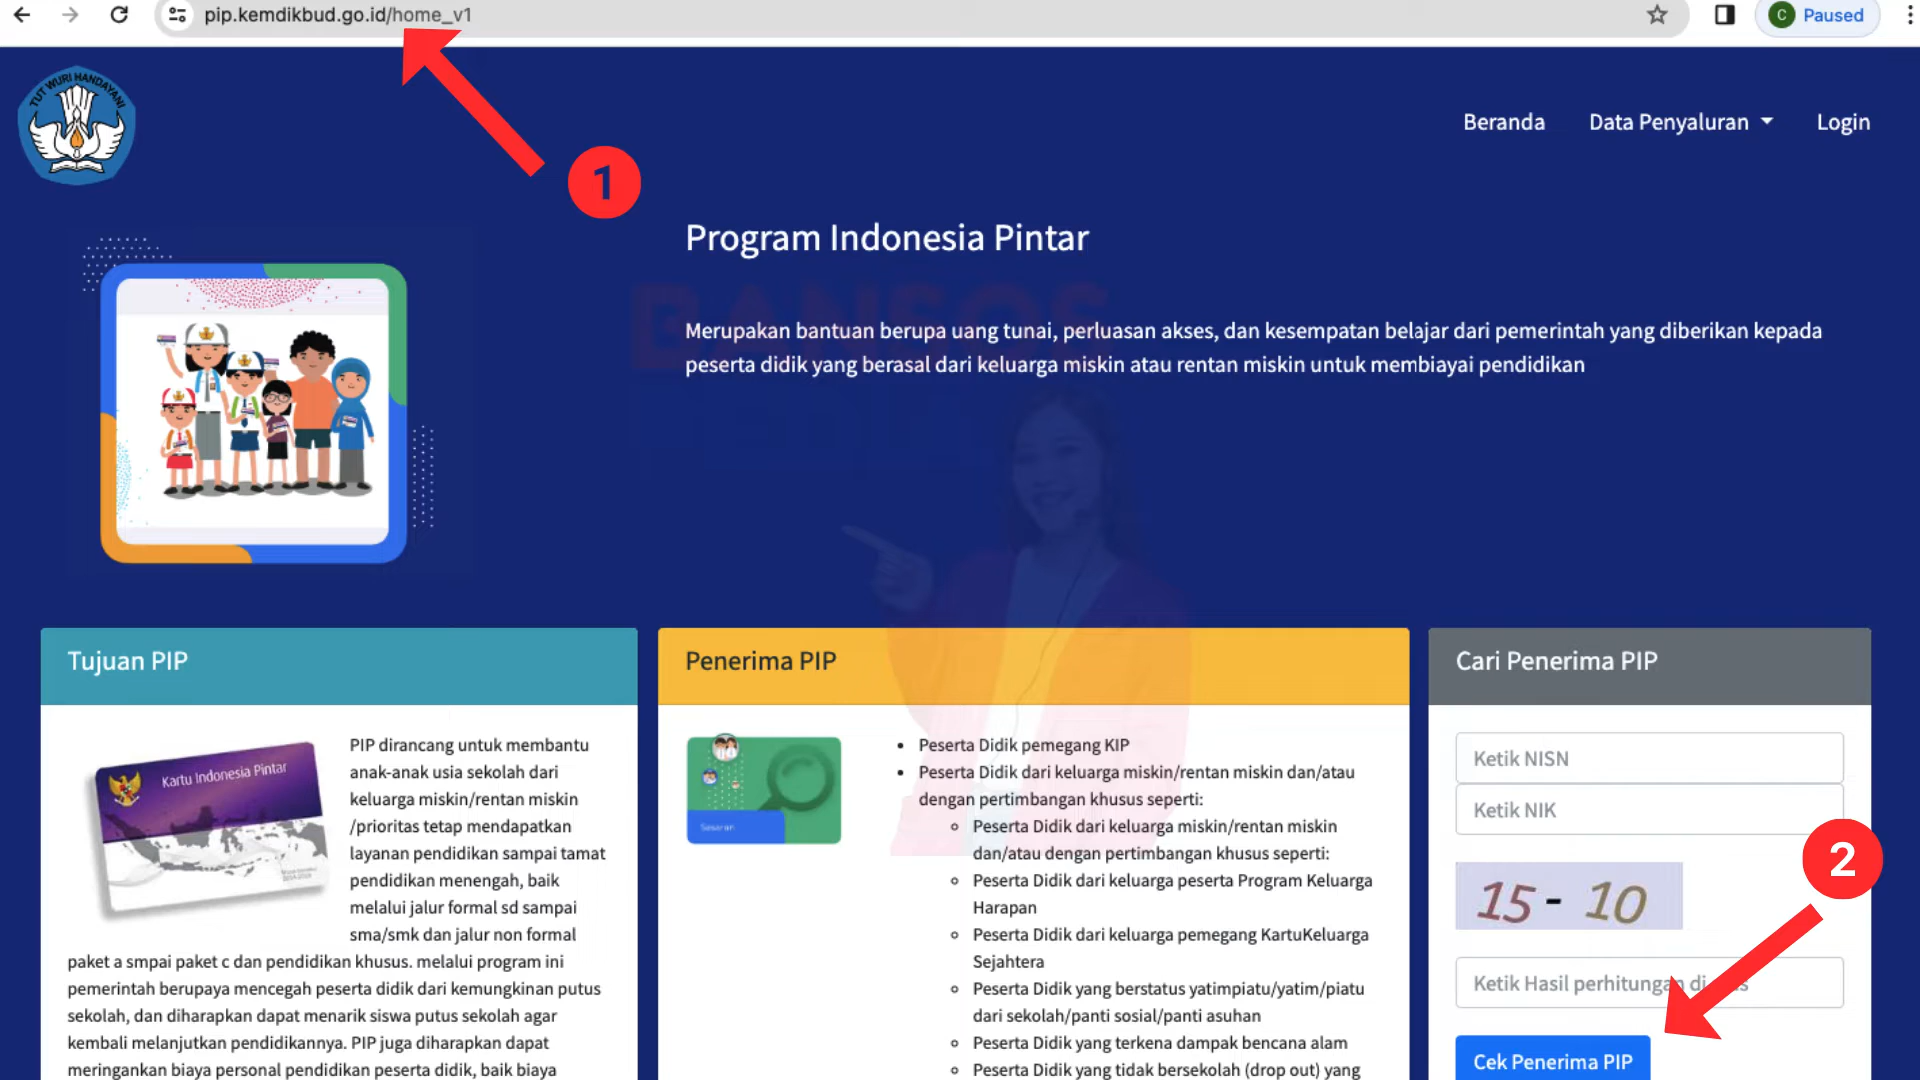 pip.kemdikbud.go.id/home_v1
C
Paused
TUT WURI HANDAYANI
Beranda
Data Penyaluran
Login
1
Program Indonesia Pintar
BANSOS
Merupakan bantuan berupa uang tunai, perluasan akses, dan kesempatan belajar dari pemerintah yang diberikan kepada
peserta didik yang berasal dari keluarga miskin atau rentan miskin untuk membiayai pendidikan
Tujuan PIP
Kartu Indonesia Pintar
PIP dirancang untuk membantu
anak-anak usia sekolah dari
keluarga miskin/rentan miskin
/prioritas tetap mendapatkan
layanan pendidikan sampai tamat
pendidikan menengah, baik
melalui jalur formal sd sampai
sma/smk dan jalur non formal
paket a smpai paket c dan pendidikan khusus. melalui program ini
pemerintah berupaya mencegah peserta didik dari kemungkinan putus
sekolah, dan diharapkan dapat menarik siswa putus sekolah agar
kembali melanjutkan pendidikannya. PIP juga diharapkan dapat
meringankan biaya personal pendidikan peserta didik, baik biaya
Penerima PIP
Sasaran
Peserta Didik pemegang KIP
Peserta Didik dari keluarga miskin/rentan miskin dan/atau
dengan pertimbangan khusus seperti:
Peserta Didik dari keluarga miskin/rentan miskin
dan/atau dengan pertimbangan khusus seperti:
Peserta Didik dari keluarga peserta Program Keluarga
Harapan
Peserta Didik dari keluarga pemegang KartuKeluarga
Sejahtera
Peserta Didik yang berstatus yatimpiatu/yatim/piatu
dari sekolah/panti sosial/panti asuhan
Peserta Didik yang terkena dampak bencana alam
Peserta Didik yang tidak bersekolah (drop out) yang
Cari Penerima PIP
Ketik NISN
Ketik NIK
2
15 - 10
Ketik Hasil perhitungan di
Cek Penerima PIP